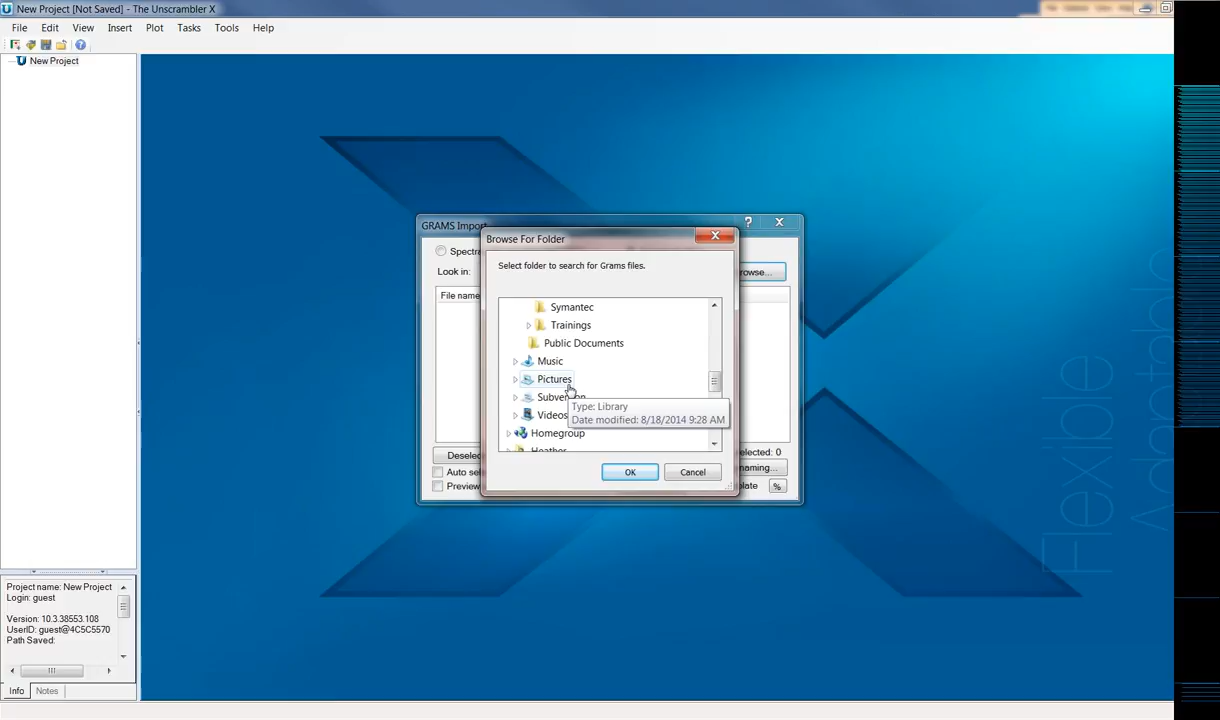 New Project [Not Saved] - The Unscrambler X
File Edit View Insert Plot Tasks Tools Help
New Project
GRAMS Import
Browse For Folder
Look in:
File name
Select folder to search for Grams files.
Symantec
Trainings
Public Documents
Music
Pictures
Videos
Type: Library
Date modified: 8/18/2014 9:28 AM
Homegroup
Heather
OK Cancel
Auto
Preview
%
Project name: New Project
Login: guest
Version: 10.3.38553.108
UserID: guest@4C5C5570
Path Saved:
Info Notes
Flexible